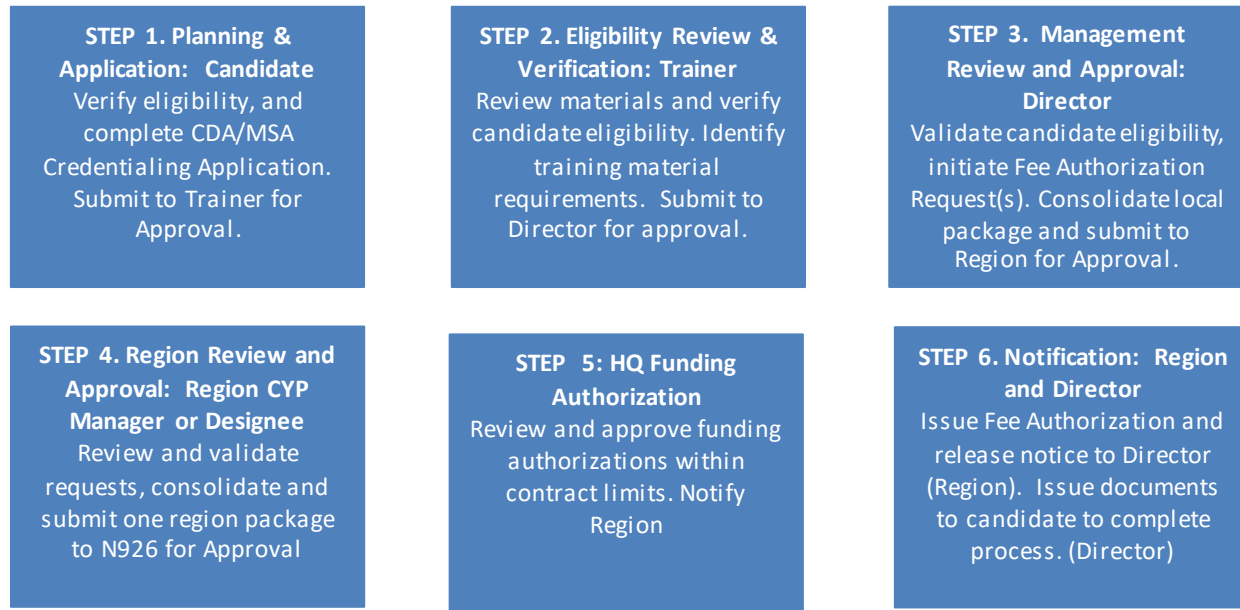 STEP 1. Planning &
Application: Candidate
Verify eligibility, and
complete CDA/MSA
Credentialing Application.
Submit to Trainer for
Approval.
STEP 2. Eligibility Review &
Verification: Trainer
Review materials and verify
candidate eligibility. Identify
training material
requirements. Submit to
Director for approval.
STEP 3. Management
Review and Approval:
Director
Validate candidate eligibility,
initiate Fee Authorization
Request(s). Consolidate local
package and submit to
Region for Approval.
STEP 4. Region Review and
Approval: Region CYP
Manager or Designee
Review and validate
requests, consolidate and
submit one region package
to N926 for Approval
STEP 5: HQ Funding
Authorization
Review and approve funding
authorizations within
contract limits. Notify
Region
STEP 6. Notification: Region
and Director
Issue Fee Authorization and
release notice to Director
(Region). Issue documents
to candidate to complete
process. (Director)